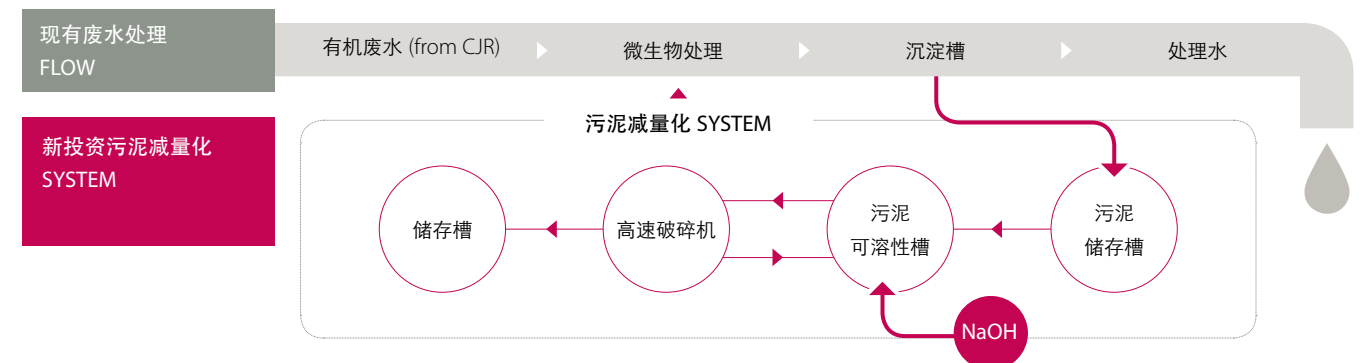 现有废水处理
FLOW
有机废水 (from CJR)
微生物处理
沉淀槽
处理水
新投资污泥减量化
SYSTEM
污泥减量化 SYSTEM
储存槽
高速破碎机
污泥
可溶性槽
污泥
储存槽
NaOH